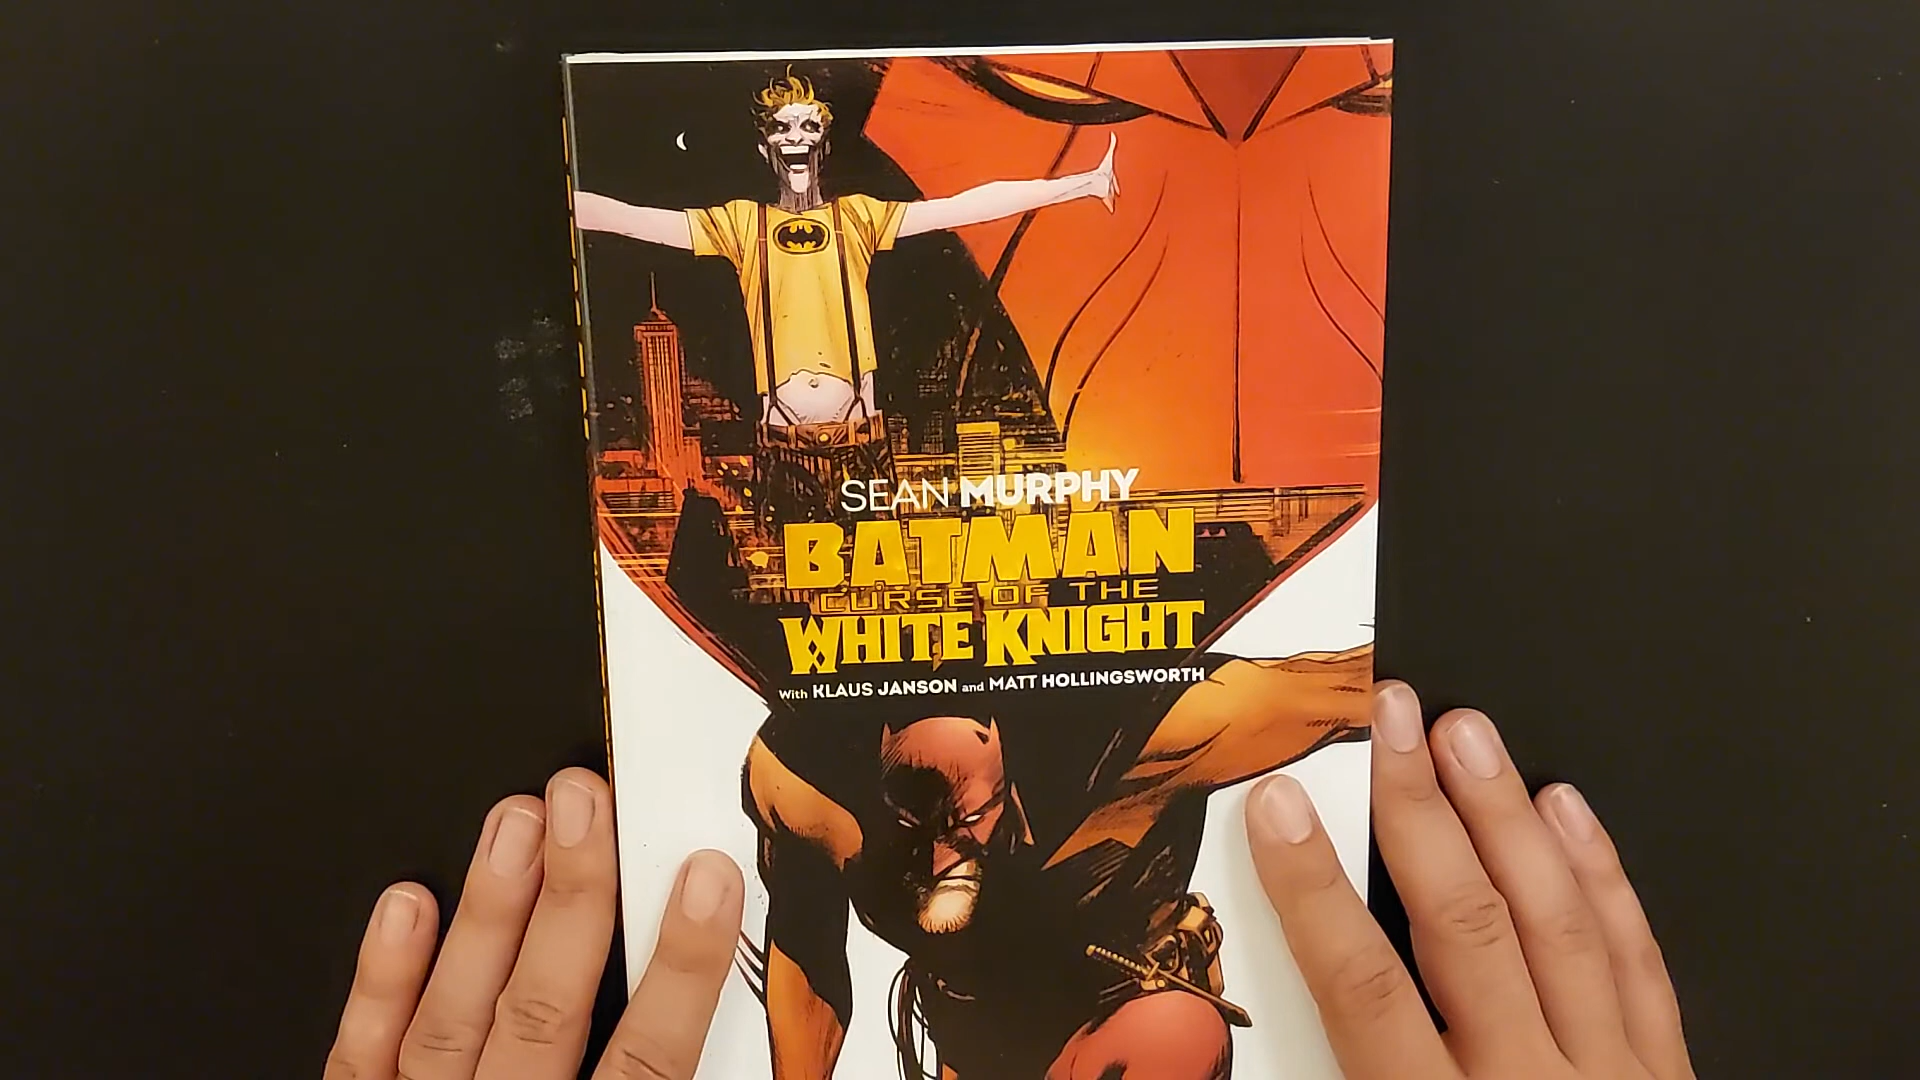 SEAN MURPHY
BATMAN
CURSE OF THE
WHITE KNIGHT
With KLAUS JANSON and MATT HOLLINGSWORTH